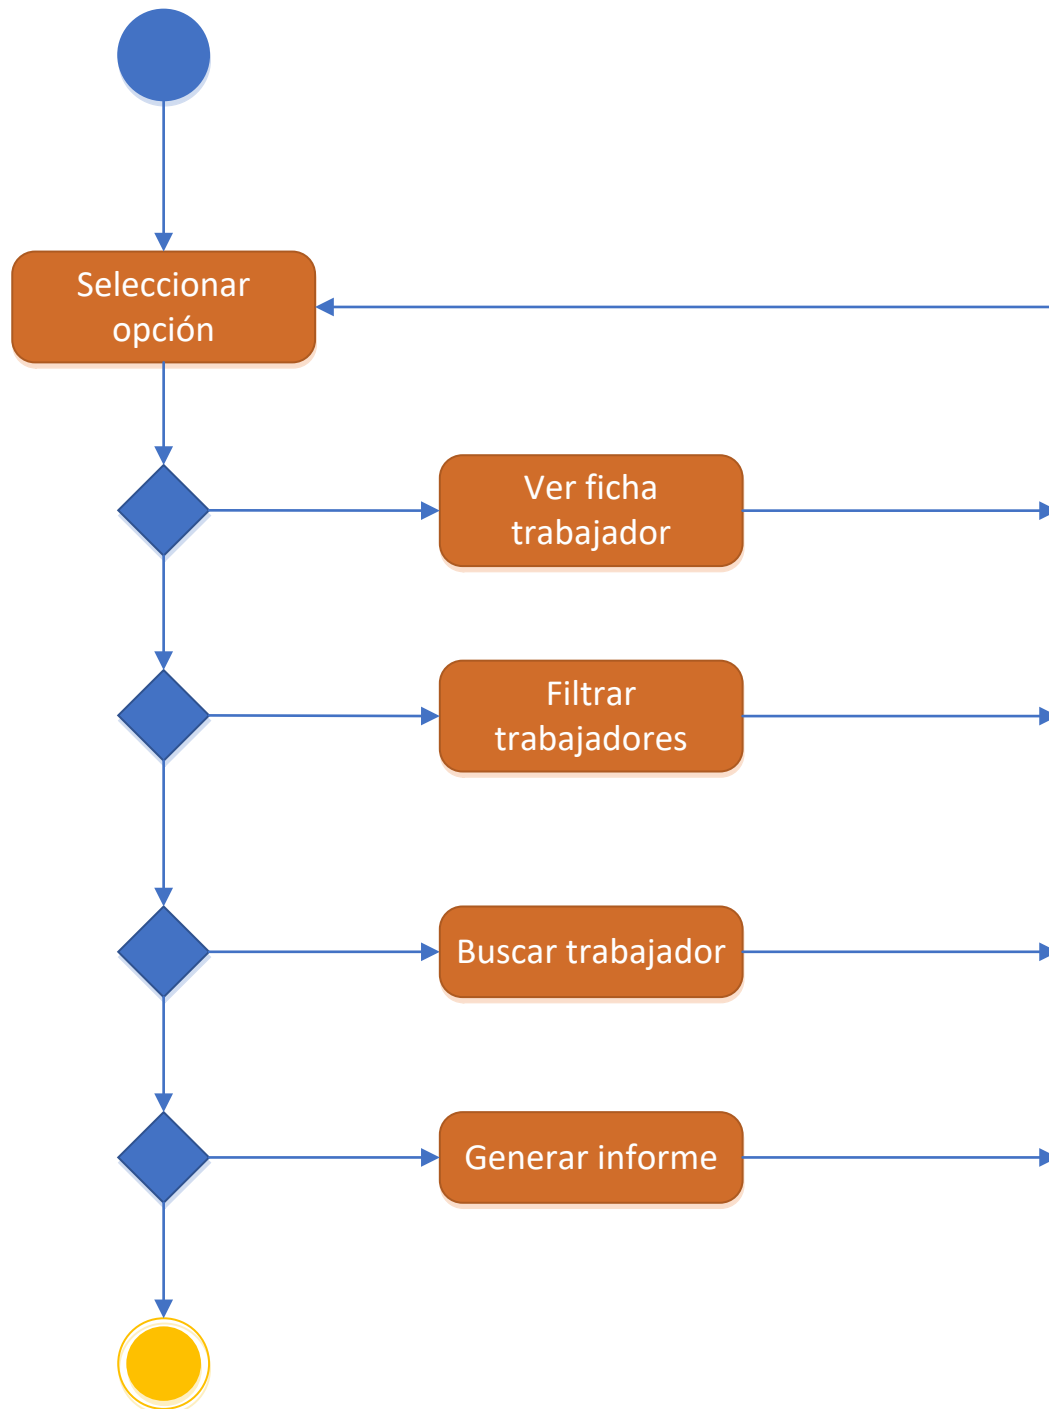 Seleccionar
opción
Ver ficha
trabajador
Filtrar
trabajadores
Buscar trabajador
Generar informe